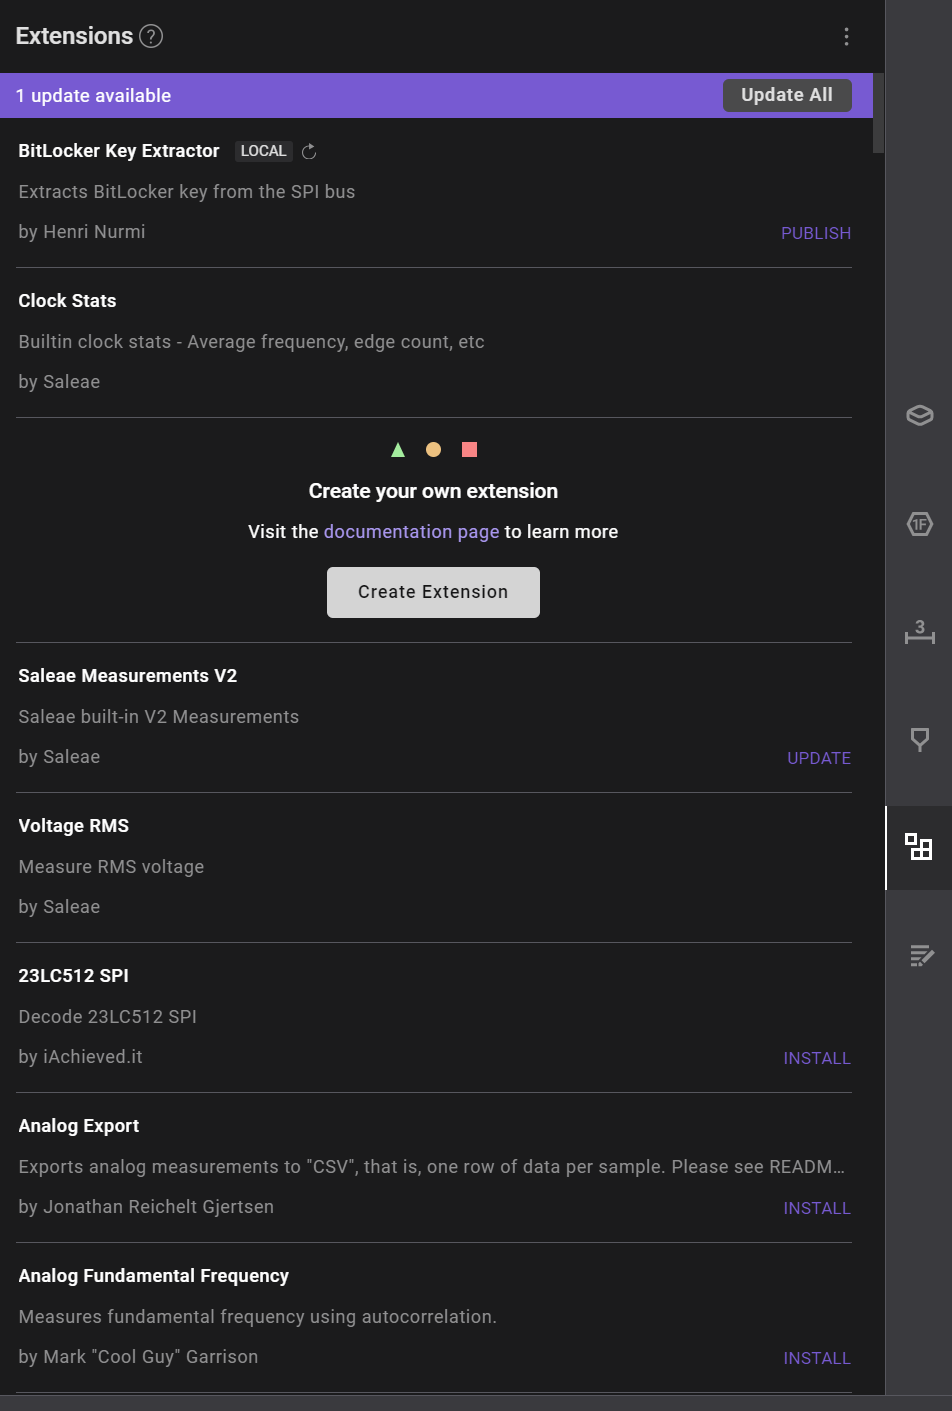 Extensions ?
1 update available
Update All
BitLocker Key Extractor LOCAL
Extracts BitLocker key from the SPI bus
by Henri Nurmi
PUBLISH
Clock Stats
Builtin clock stats - Average frequency, edge count, etc
by Saleae
Create your own extension
Visit the documentation page to learn more
Create Extension
Saleae Measurements V2
Saleae built-in V2 Measurements
by Saleae
UPDATE
Voltage RMS
Measure RMS voltage
by Saleae
23LC512 SPI
Decode 23LC512 SPI
by iAchieved.it
INSTALL
Analog Export
Exports analog measurements to "CSV", that is, one row of data per sample. Please see READM...
by Jonathan Reichelt Gjertsen
INSTALL
Analog Fundamental Frequency
Measures fundamental frequency using autocorrelation.
by Mark "Cool Guy" Garrison
INSTALL
1F
3